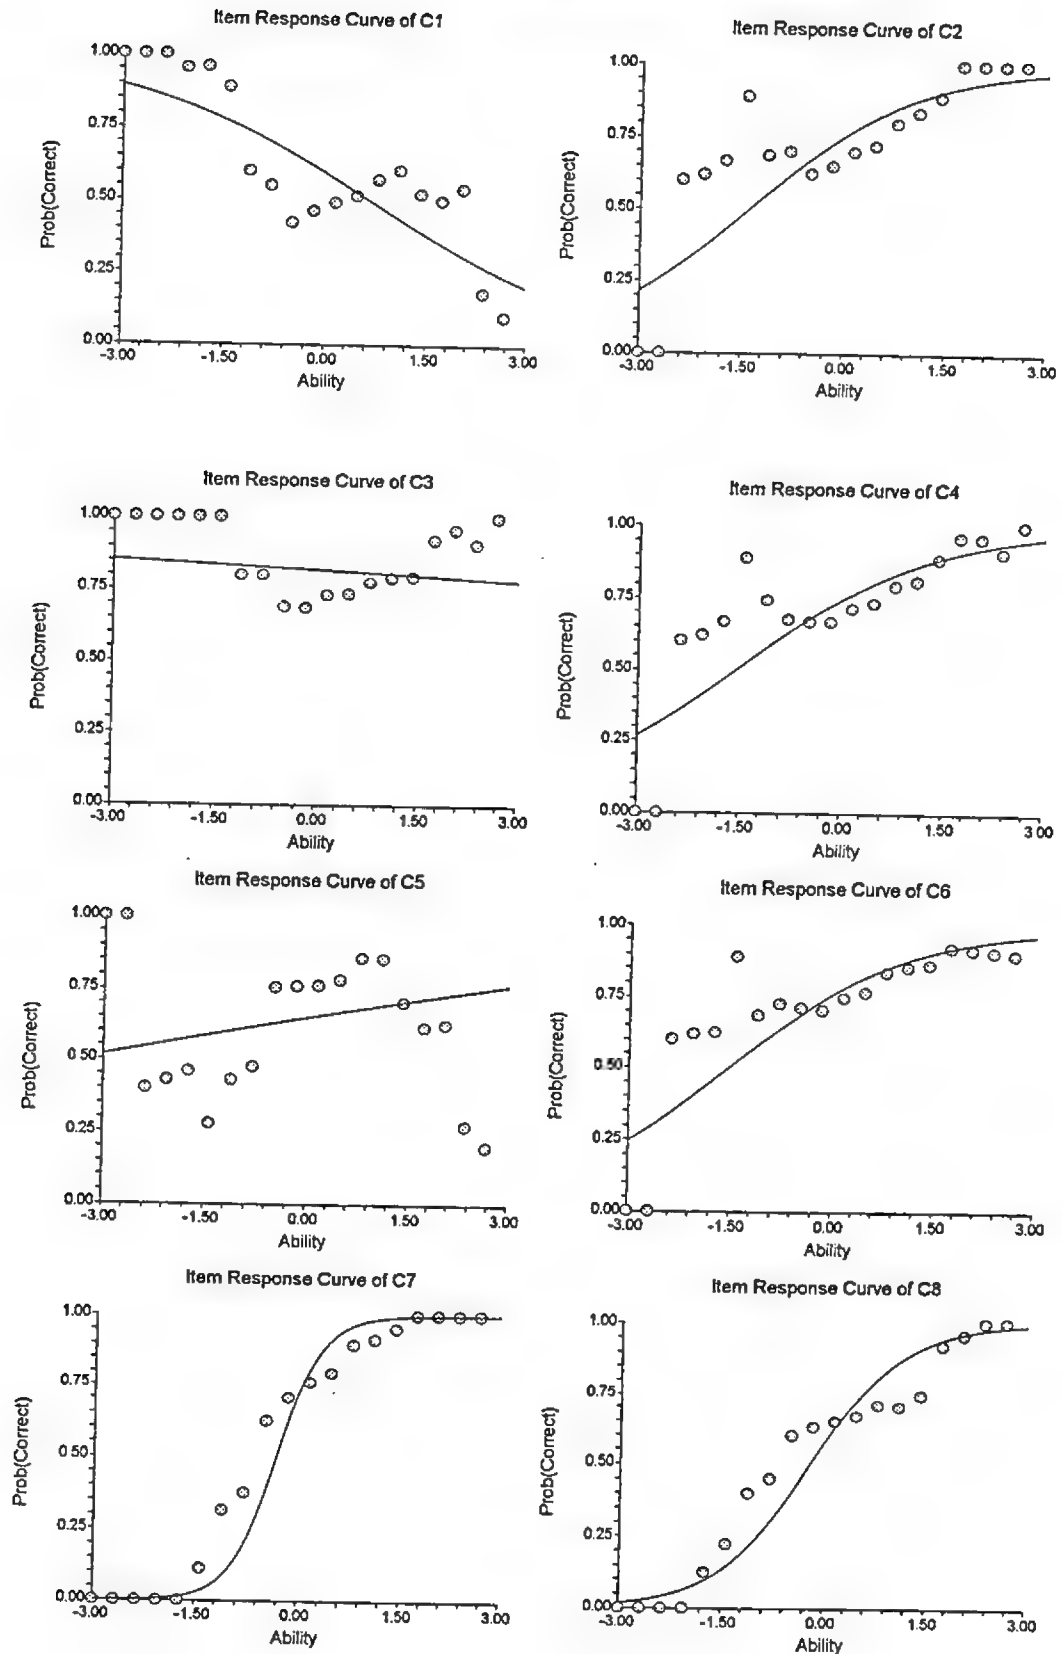 Item Response Curve of C1
1.00
0.75
0.50
0.25
0.00
Prob(Correct)
-3.00 -1.50 0.00 1.50 3.00
Ability
Item Response Curve of C2
1.00
0.75
0.50
0.25
0.00
Prob(Correct)
-3.00 -1.50 0.00 1.50 3.00
Ability
Item Response Curve of C3
1.00
0.75
0.50
0.25
0.00
Prob(Correct)
-3.00 -1.50 0.00 1.50 3.00
Ability
Item Response Curve of C4
1.00
0.75
0.50
0.25
0.00
Prob(Correct)
-3.00 -1.50 0.00 1.50 3.00
Ability
Item Response Curve of C5
1.00
0.75
0.50
0.25
0.00
Prob(Correct)
-3.00 -1.50 0.00 1.50 3.00
Ability
Item Response Curve of C6
1.00
0.75
0.50
0.25
0.00
Prob(Correct)
-3.00 -1.50 0.00 1.50 3.00
Ability
Item Response Curve of C7
1.00
0.75
0.50
0.25
0.00
Prob(Correct)
-3.00 -1.50 0.00 1.50 3.00
Ability
Item Response Curve of C8
1.00
0.75
0.50
0.25
0.00
Prob(Correct)
-3.00 -1.50 0.00 1.50 3.00
Ability